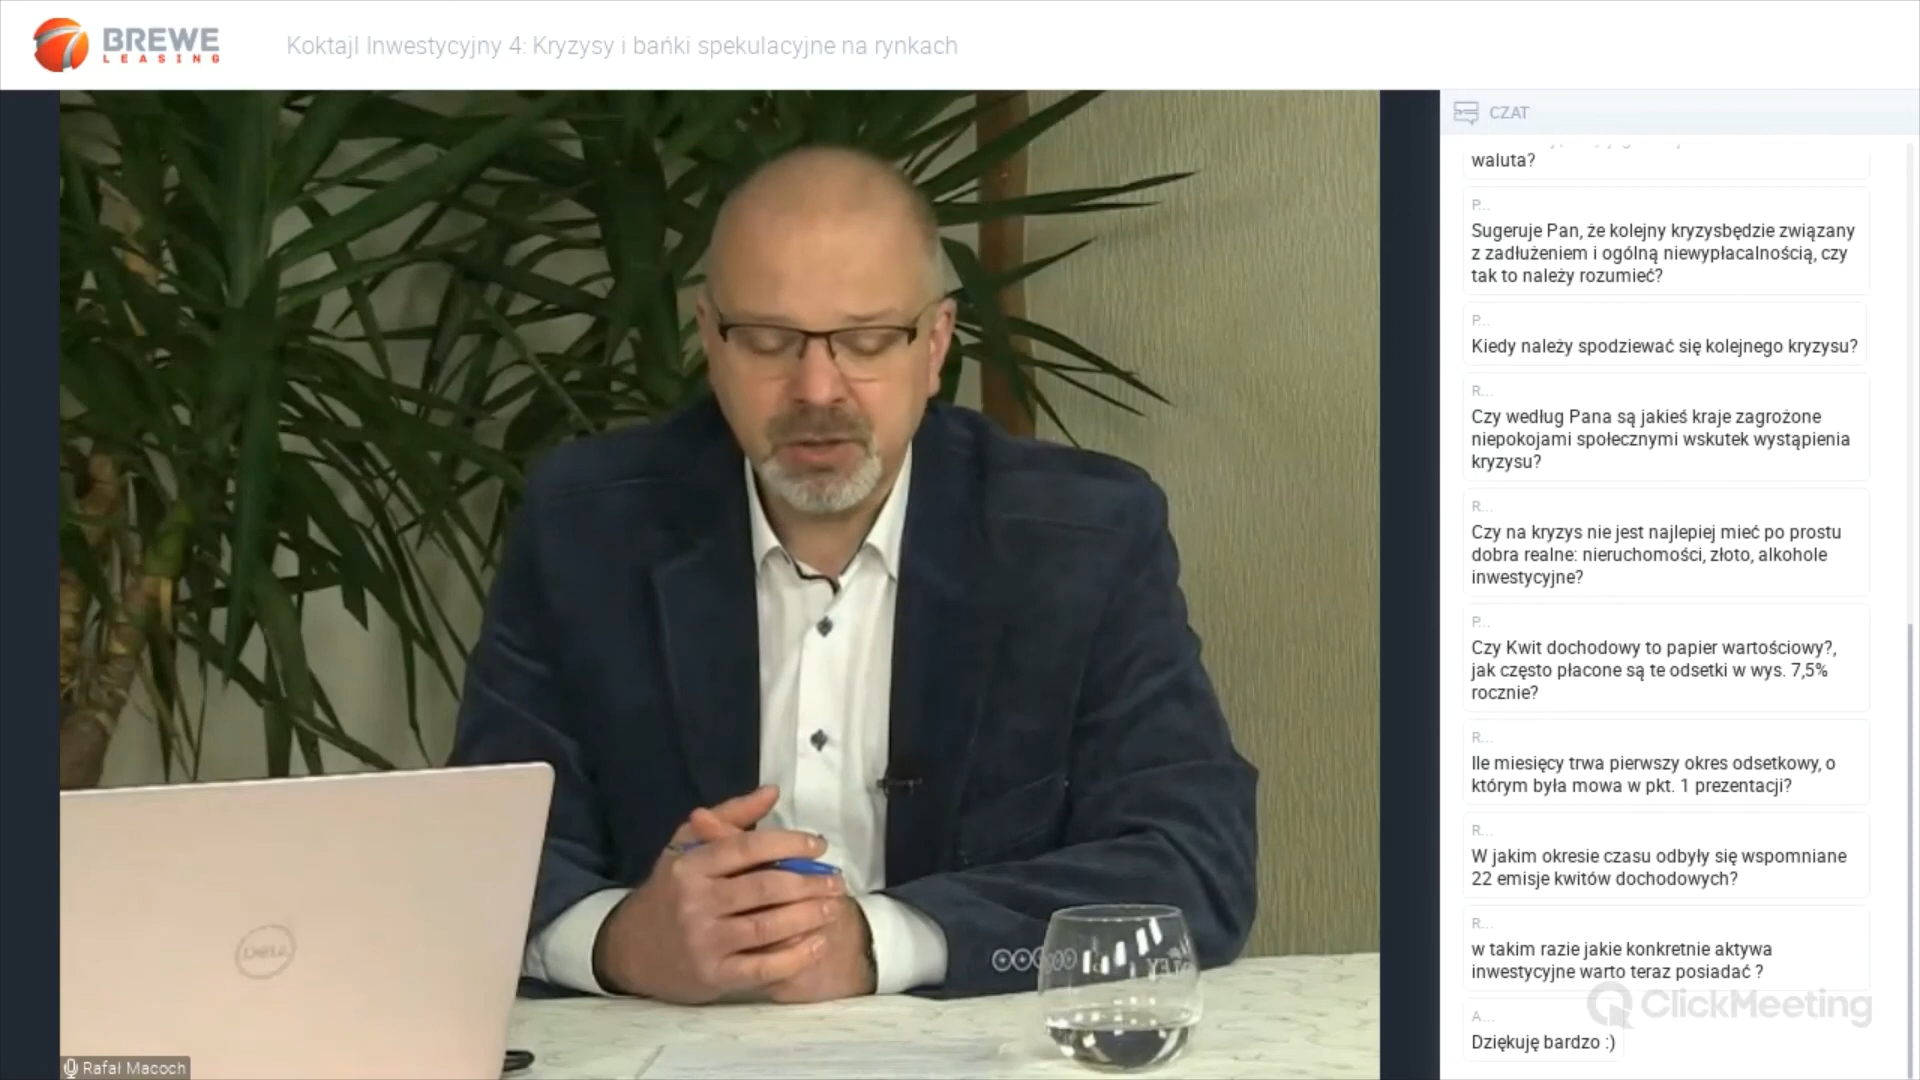 BREWE
LEASING
Koktajl Inwestycyjny 4: Kryzysy i bańki spekulacyjne na rynkach
CZAT
waluta?
P...
Sugeruje Pan, że kolejny kryzysbędzie związany
z zadłużeniem i ogólną niewypłacalnością, czy
tak to należy rozumieć?
P...
Kiedy należy spodziewać się kolejnego kryzysu?
R...
Czy według Pana są jakieś kraje zagrożone
niepokojami społecznymi wskutek wystąpienia
kryzysu?
R...
Czy na kryzys nie jest najlepiej mieć po prostu
dobra realne: nieruchomości, złoto, alkohole
inwestycyjne?
P...
Czy Kwit dochodowy to papier wartościowy?,
jak często płacone są te odsetki w wys. 7,5%
rocznie?
R...
Ile miesięcy trwa pierwszy okres odsetkowy, o
którym była mowa w pkt. 1 prezentacji?
R...
W jakim okresie czasu odbyły się wspomniane
22 emisje kwitów dochodowych?
R...
w takim razie jakie konkretnie aktywa
inwestycyjne warto teraz posiadać ?
A...
Dziękuję bardzo :)
ClickMeeting
DELL
Rafał Macoch